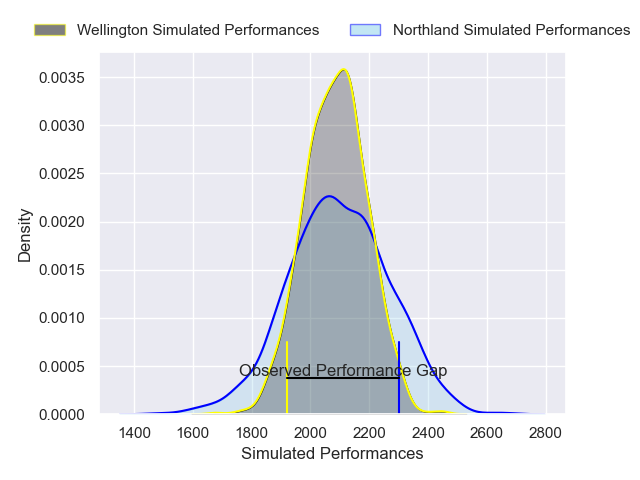 Wellington Simulated Performances Northland Simulated Performances
0.0035
0.0030
0.0025
0.0020
0.0015
0.0010
0.0005
0.0000
Density
Observed Performance Gap
1400 1600 1800 2000 2200 2400 2600 2800
Simulated Performances